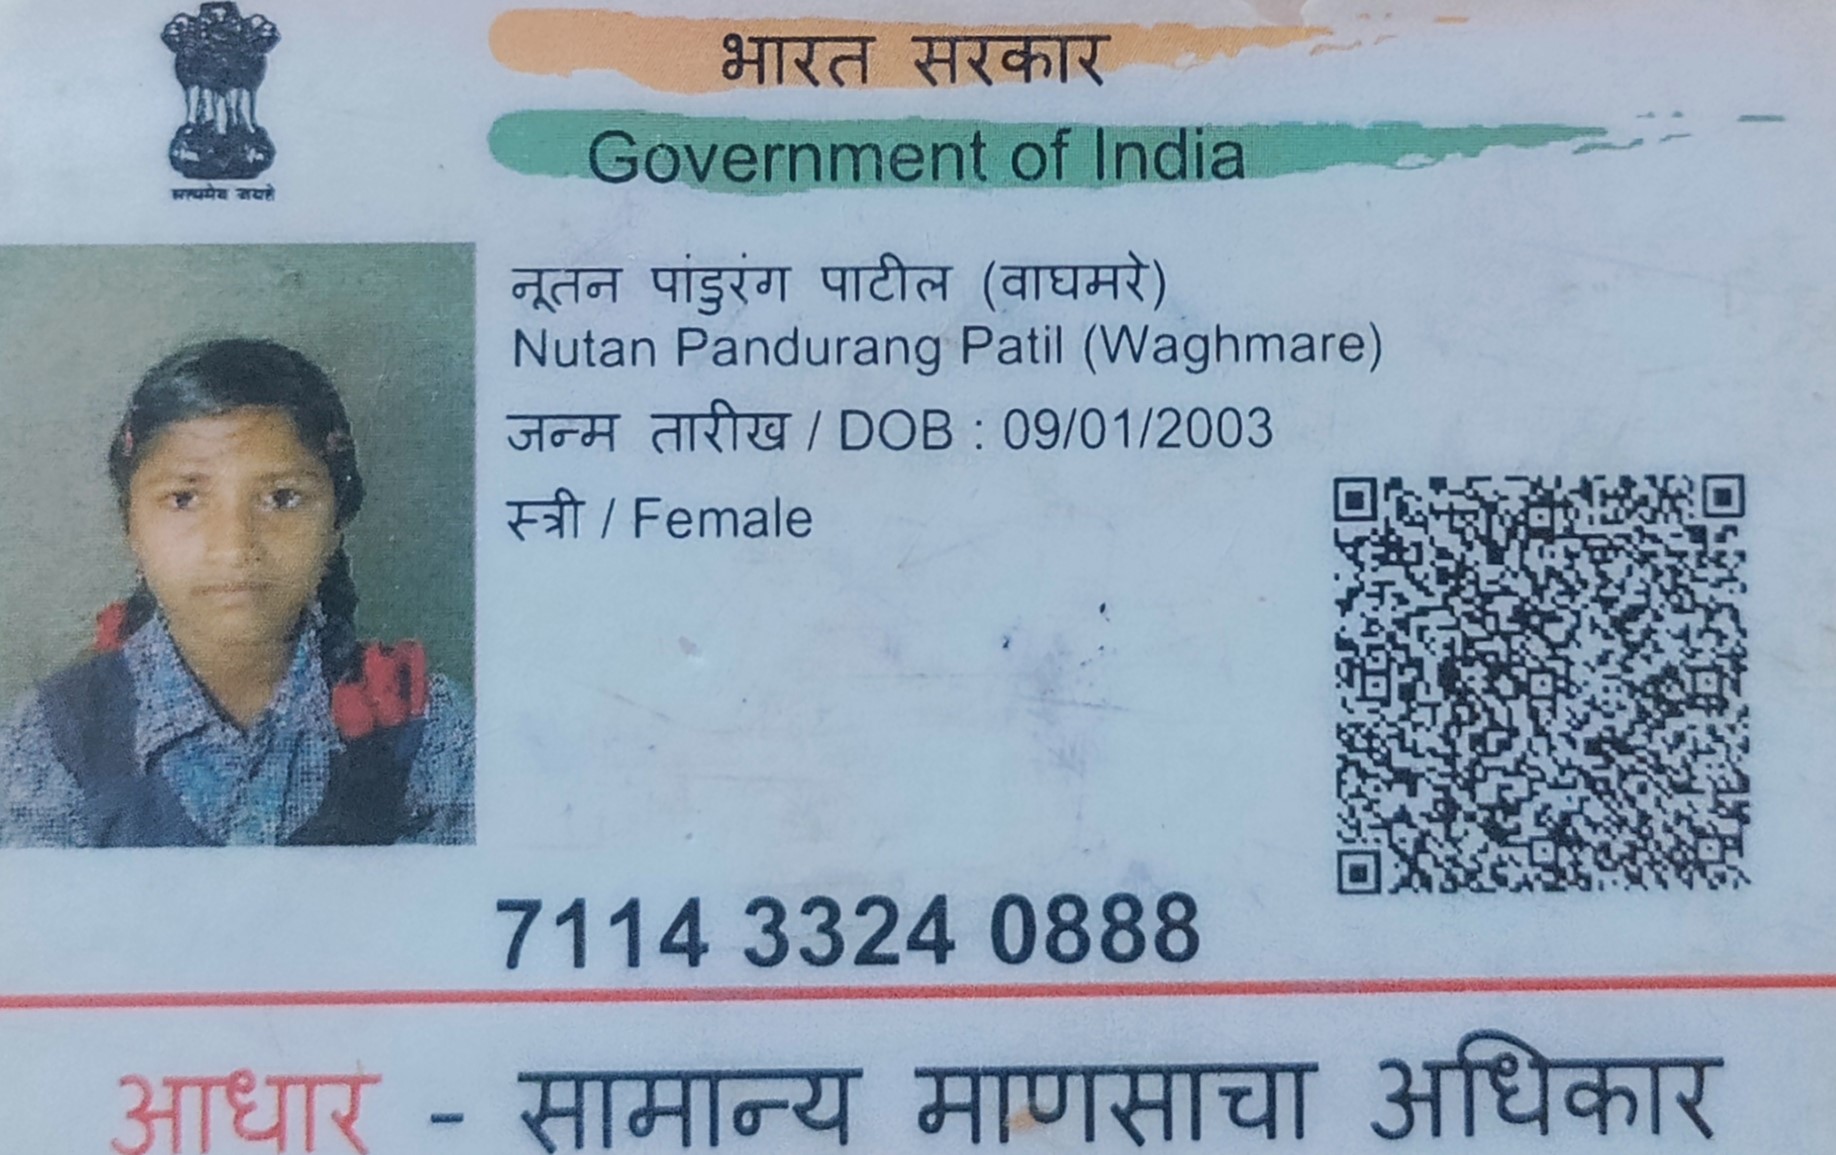 भारत सरकार
Government of India
सत्यमेव जयते
नूतन पांडुरंग पाटील (वाघमरे)
Nutan Pandurang Patil (Waghmare)
जन्म तारीख / DOB : 09/01/2003
स्त्री / Female
7114 3324 0888
आधार - सामान्य माणसाचा अधिकार